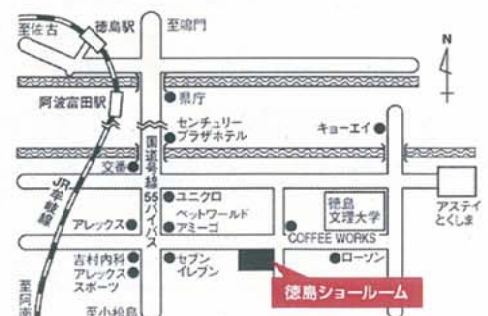 至佐古
徳島駅
至鳴門
N
阿波富田駅
県庁
センチュリー
プラザホテル
キョーエイ
国道55号線バイパス
交番
JR牟岐線
ユニクロ
ペットワールド
アミーゴ
徳島
文理大学
アスティ
とくしま
アレックス
COFFEE WORKS
吉村内科
アレックス
スポーツ
セブン
イレブン
ローソン
徳島ショールーム
至阿南
至小松島